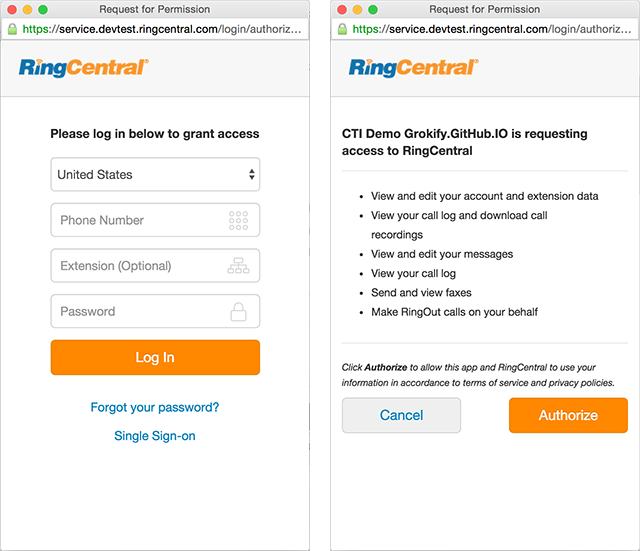 Request for Permission
https://service.devtest.ringcentral.com/login/authoriz...
RingCentral®
Please log in below to grant access
United States
Phone Number
Extension (Optional)
Password
Log In
Forgot your password?
Single Sign-on
Request for Permission
https://service.devtest.ringcentral.com/login/authoriz...
RingCentral®
CTI Demo Grokify.GitHub.IO is requesting
access to RingCentral
• View and edit your account and extension data
• View your call log and download call
recordings
• View and edit your messages
• View your call log
• Send and view faxes
• Make RingOut calls on your behalf
Click Authorize to allow this app and RingCentral to use your
information in accordance to terms of service and privacy policies.
Cancel
Authorize